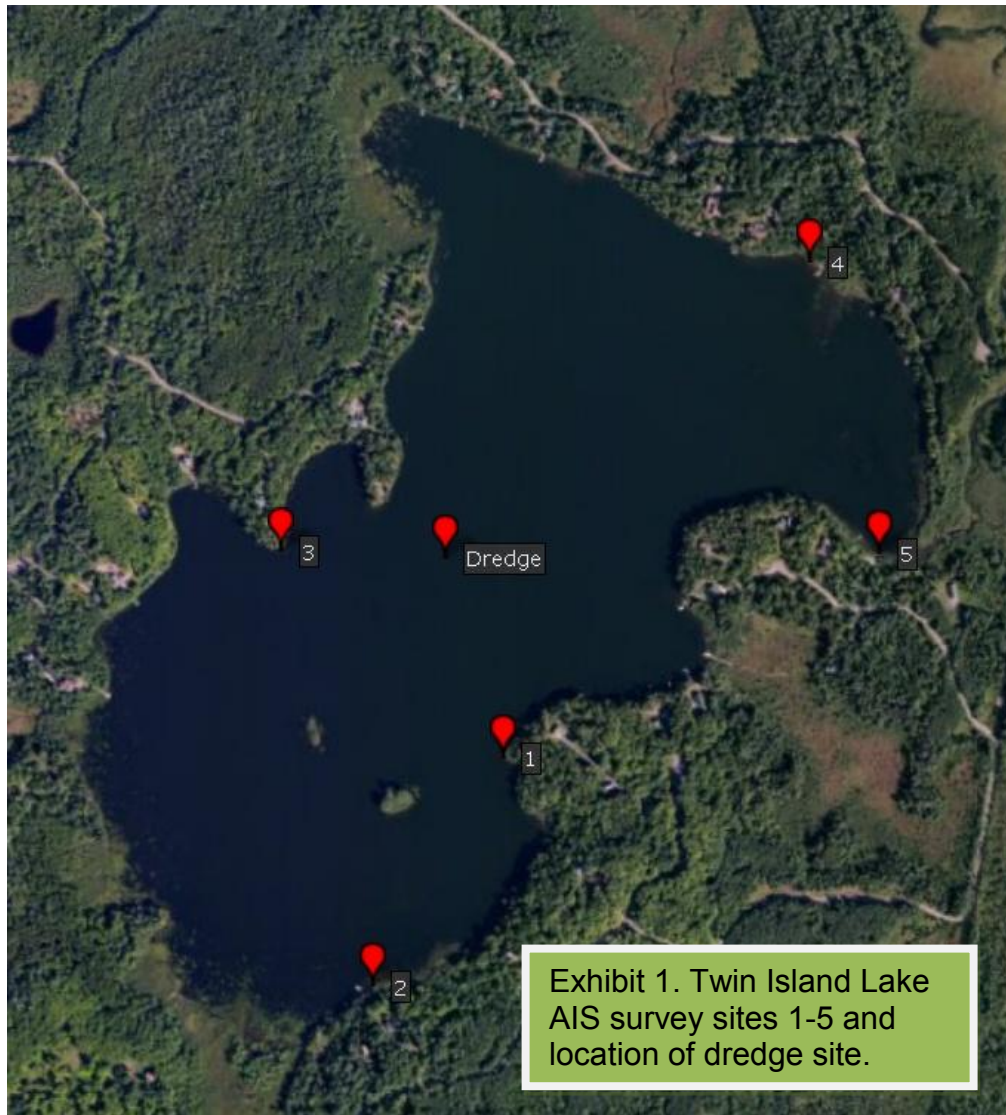 4
3
Dredge
5
1
2
Exhibit 1. Twin Island Lake
AIS survey sites 1-5 and
location of dredge site.